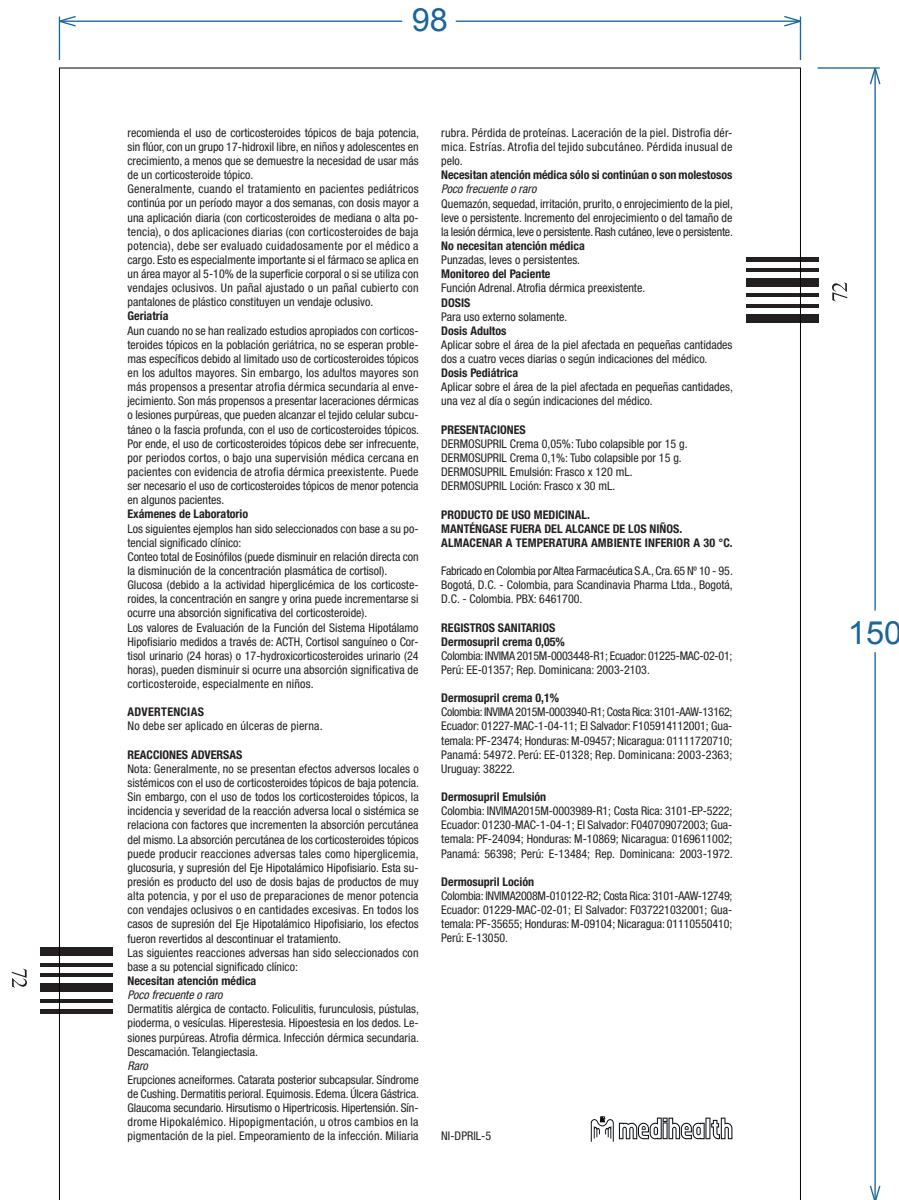 98
recomienda el uso de corticosteroides tópicos de baja potencia,
sin flúor, con un grupo 17-hidroxil libre, en niños y adolescentes en
crecimiento, a menos que se demuestre la necesidad de usar más
de un corticosteroide tópico.
Generalmente, cuando el tratamiento en pacientes pediátricos
continúa por un período mayor a dos semanas, con dosis mayor a
una aplicación diaria (con corticosteroides de mediana o alta po-
tencia), o dos aplicaciones diarias (con corticosteroides de baja
potencia), debe ser evaluado cuidadosamente por el médico a
cargo. Esto es especialmente importante si el fármaco se aplica en
un área mayor al 5-10% de la superficie corporal o si se utiliza con
vendajes oclusivos. Un pañal ajustado o un pañal cubierto con
pantalones de plástico constituyen un vendaje oclusivo.
Geriatría
Aun cuando no se han realizado estudios apropiados con corticos-
teroides tópicos en la población geriátrica, no se esperan proble-
mas específicos debido al limitado uso de corticosteroides tópicos
en los adultos mayores. Sin embargo, los adultos mayores son
más propensos a presentar atrofia dérmica secundaria al enve-
jecimiento. Son más propensos a presentar laceraciones dérmicas
o lesiones purpúreas, que pueden alcanzar el tejido celular subcu-
táneo o la fascia profunda, con el uso de corticosteroides tópicos.
Por ende, el uso de corticosteroides tópicos debe ser infrecuente,
por periodos cortos, o bajo una supervisión médica cercana en
pacientes con evidencia de atrofia dérmica preexistente. Puede
ser necesario el uso de corticosteroides tópicos de menor potencia
en algunos pacientes.
Exámenes de Laboratorio
Los siguientes ejemplos han sido seleccionados con base a su po-
tencial significado clínico:
Conteo total de Eosinófilos (puede disminuir en relación directa con
la disminución de la concentración plasmática de cortisol).
Glucosa (debido a la actividad hiperglicémica de los corticoste-
roides, la concentración en sangre y orina puede incrementarse si
ocurre una absorción significativa del corticosteroide).
Los valores de Evaluación de la Función del Sistema Hipotálamo
Hipofisiario medidos a través de: ACTH, Cortisol sanguíneo o Cor-
tisol urinario (24 horas) o 17-hydroxicorticosteroides urinario (24
horas), pueden disminuir si ocurre una absorción significativa de
corticosteroide, especialmente en niños.
ADVERTENCIAS
No debe ser aplicado en úlceras de pierna.
REACCIONES ADVERSAS
Nota: Generalmente, no se presentan efectos adversos locales o
sistémicos con el uso de corticosteroides tópicos de baja potencia.
Sin embargo, con el uso de todos los corticosteroides tópicos, la
incidencia y severidad de la reacción adversa local o sistémica se
relaciona con factores que incrementen la absorción percutánea
del mismo. La absorción percutánea de los corticosteroides tópicos
puede producir reacciones adversas tales como hiperglicemia,
glucosuria, y supresión del Eje Hipotalámico Hipofisiario. Esta su-
presión es producto del uso de dosis bajas de productos de muy
alta potencia, y por el uso de preparaciones de menor potencia
con vendajes oclusivos o en cantidades excesivas. En todos los
casos de supresión del Eje Hipotalámico Hipofisiario, los efectos
fueron revertidos al descontinuar el tratamiento.
Las siguientes reacciones adversas han sido seleccionados con
base a su potencial significado clínico:
Necesitan atención médica
Poco frecuente o raro
Dermatitis alérgica de contacto. Foliculitis, furunculosis, pústulas,
pioderma, o vesículas. Hiperestesia. Hipoestesia en los dedos. Le-
siones purpúreas. Atrofia dérmica. Infección dérmica secundaria.
Descamación. Telangiectasia.
Raro
Erupciones acneiformes. Catarata posterior subcapsular. Síndrome
de Cushing. Dermatitis perioral. Equimosis. Edema. Úlcera Gástrica.
Glaucoma secundario. Hirsutismo o Hipertricosis. Hipertensión. Sín-
drome Hipokalémico. Hipopigmentación, u otros cambios en la
pigmentación de la piel. Empeoramiento de la infección. Miliaria
72
rubra. Pérdida de proteínas. Laceración de la piel. Distrofia dér-
mica. Estrías. Atrofia del tejido subcutáneo. Pérdida inusual de
pelo.
Necesitan atención médica sólo si continúan o son molestosos
Poco frecuente o raro
Quemazón, sequedad, irritación, prurito, o enrojecimiento de la piel,
leve o persistente. Incremento del enrojecimiento o del tamaño de
la lesión dérmica, leve o persistente. Rash cutáneo, leve o persistente.
No necesitan atención médica
Punzadas, leves o persistentes.
Monitoreo del Paciente
Función Adrenal. Atrofia dérmica preexistente.
DOSIS
Para uso externo solamente.
Dosis Adultos
Aplicar sobre el área de la piel afectada en pequeñas cantidades
dos a cuatro veces diarias o según indicaciones del médico.
Dosis Pediátrica
Aplicar sobre el área de la piel afectada en pequeñas cantidades,
una vez al día o según indicaciones del médico.
PRESENTACIONES
DERMOSUPRIL Crema 0,05%: Tubo colapsible por 15 g.
DERMOSUPRIL Crema 0,1%: Tubo colapsible por 15 g.
DERMOSUPRIL Emulsión: Frasco x 120 mL.
DERMOSUPRIL Loción: Frasco x 30 mL.
PRODUCTO DE USO MEDICINAL.
MANTÉNGASE FUERA DEL ALCANCE DE LOS NIÑOS.
ALMACENAR A TEMPERATURA AMBIENTE INFERIOR A 30 °C.
Fabricado en Colombia por Altea Farmacéutica S.A., Cra. 65 Nº 10 - 95.
Bogotá, D.C. - Colombia, para Scandinavia Pharma Ltda., Bogotá,
D.C. - Colombia. PBX: 6461700.
REGISTROS SANITARIOS
Dermosupril crema 0,05%
Colombia: INVIMA 2015M-0003448-R1; Ecuador: 01225-MAC-02-01;
Perú: EE-01357; Rep. Dominicana: 2003-2103.
Dermosupril crema 0,1%
Colombia: INVIMA 2015M-0003940-R1; Costa Rica: 3101-AAW-13162;
Ecuador: 01227-MAC-1-04-11; El Salvador: F105914112001; Gua-
temala: PF-23474; Honduras: M-09457; Nicaragua: 01111720710;
Panamá: 54972. Perú: EE-01328; Rep. Dominicana: 2003-2363;
Uruguay: 38222.
Dermosupril Emulsión
Colombia: INVIMA2015M-0003989-R1; Costa Rica: 3101-EP-5222;
Ecuador: 01230-MAC-1-04-1; El Salvador: F040709072003; Gua-
temala: PF-24094; Honduras: M-10869; Nicaragua: 0169611002;
Panamá: 56398; Perú: E-13484; Rep. Dominicana: 2003-1972.
Dermosupril Loción
Colombia: INVIMA2008M-010122-R2; Costa Rica: 3101-AAW-12749;
Ecuador: 01229-MAC-02-01; El Salvador: F037221032001; Gua-
temala: PF-35655; Honduras: M-09104; Nicaragua: 01110550410;
Perú: E-13050.
NI-DPRIL-5
medihealth
72
150